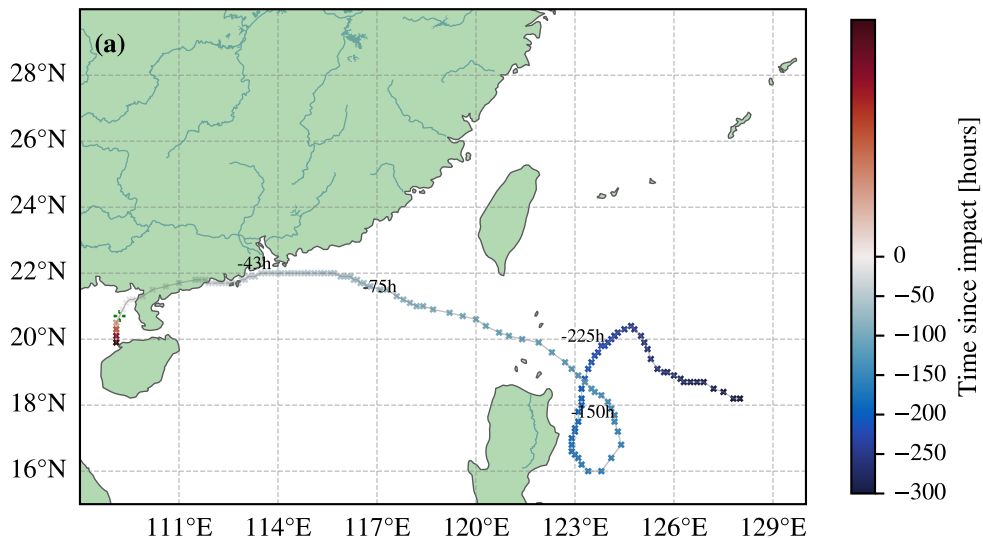 (a)
28°N
26°N
24°N
22°N
20°N
18°N
16°N
-43h
-75h
-225h
-150h
111°E 114°E 117°E 120°E 123°E 126°E 129°E
0
−50
−100
−150
−200
−250
−300
Time since impact [hours]